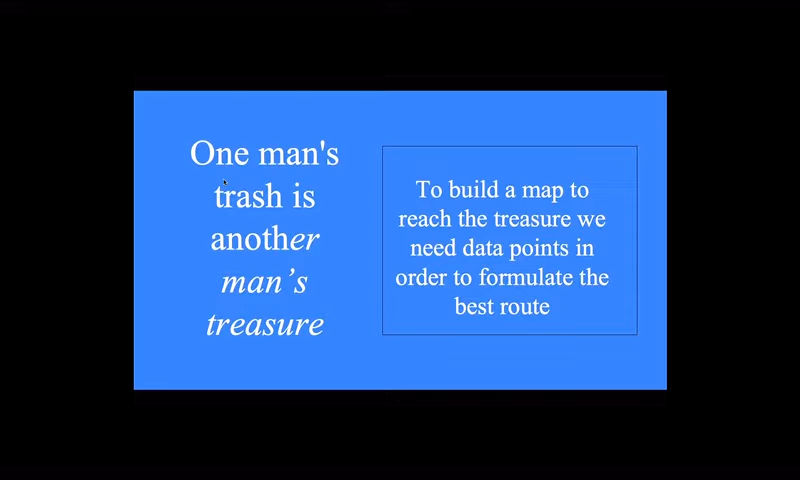 One man's
trash is
another
man’s
treasure
To build a map to
reach the treasure we
need data points in
order to formulate the
best route